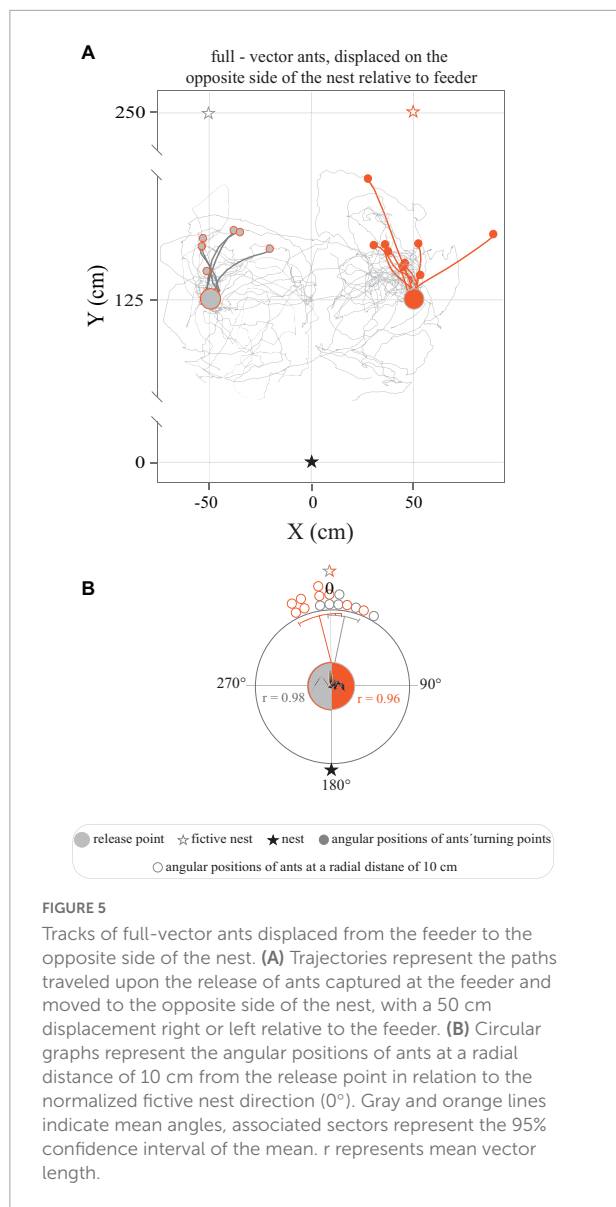 A
full - vector ants, displaced on the
opposite side of the nest relative to feeder
250
125
0
Y (cm)
-50 0 50
X (cm)
B
0
270° 90°
r = 0.98 r = 0.96
180°
release point fictive nest nest angular positions of ants´turning points
angular positions of ants at a radial distane of 10 cm
FIGURE 5
Tracks of full-vector ants displaced from the feeder to the
opposite side of the nest. (A) Trajectories represent the paths
traveled upon the release of ants captured at the feeder and
moved to the opposite side of the nest, with a 50 cm
displacement right or left relative to the feeder. (B) Circular
graphs represent the angular positions of ants at a radial
distance of 10 cm from the release point in relation to the
normalized fictive nest direction (0°). Gray and orange lines
indicate mean angles, associated sectors represent the 95%
confidence interval of the mean. r represents mean vector
length.